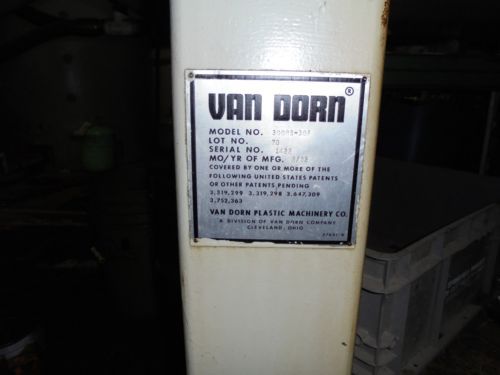 VAN DORN®
MODEL NO.
LOT NO. 70
SERIAL NO.
MO/YR OF MFG.
COVERED BY ONE OR MORE OF THE
FOLLOWING UNITED STATES PATENTS
OR OTHER PATENTS PENDING
3,319,299 3,319,298 3,647,309
3,752,363
VAN DORN PLASTIC MACHINERY CO.
A DIVISION OF VAN DORN COMPANY
CLEVELAND, OHIO